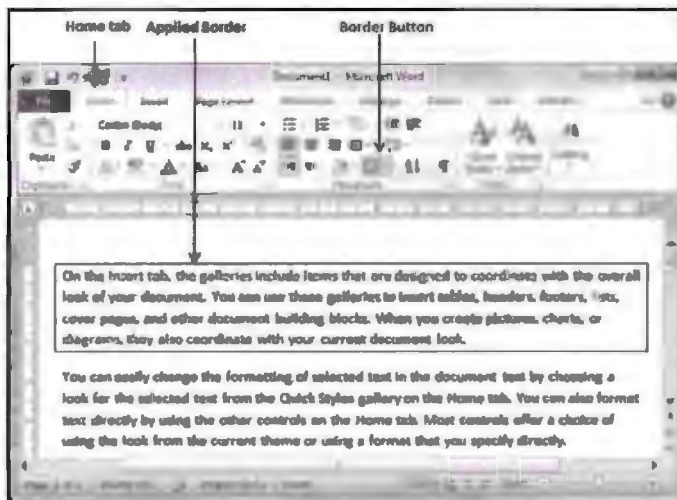 Home tab Applied Border Border Button
Document1 - Microsoft Word
Insert Page Layout
Paste
On the Insert tab, the galleries include items that are designed to coordinate with the overall
look of your document. You can use these galleries to insert tables, headers, footers, lists,
cover pages, and other document building blocks. When you create pictures, charts, or
diagrams, they also coordinate with your current document look.
You can easily change the formatting of selected text in the document text by choosing a
look for the selected text from the Quick Styles gallery on the Home tab. You can also format
text directly by using the other controls on the Home tab. Most controls offer a choice of
using the look from the current theme or using a format that you specify directly.